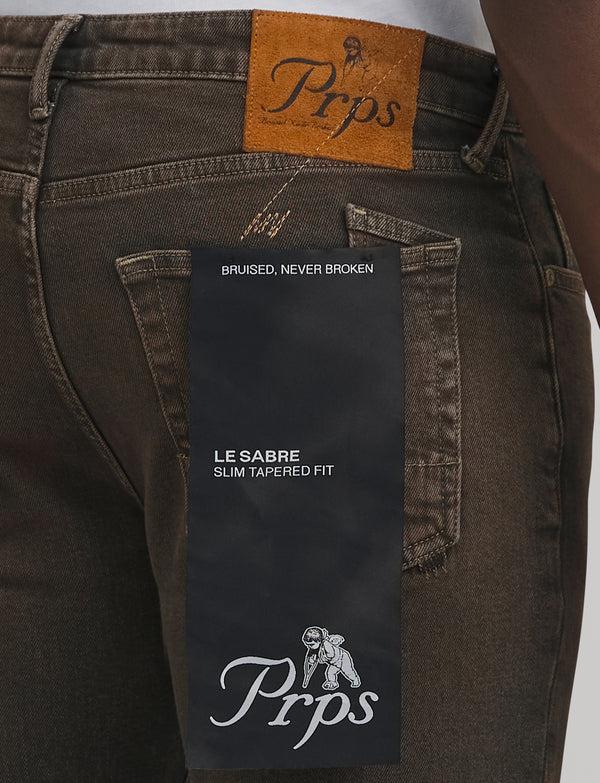 Prps
BRUISED, NEVER BROKEN
LE SABRE
SLIM TAPERED FIT
Prps